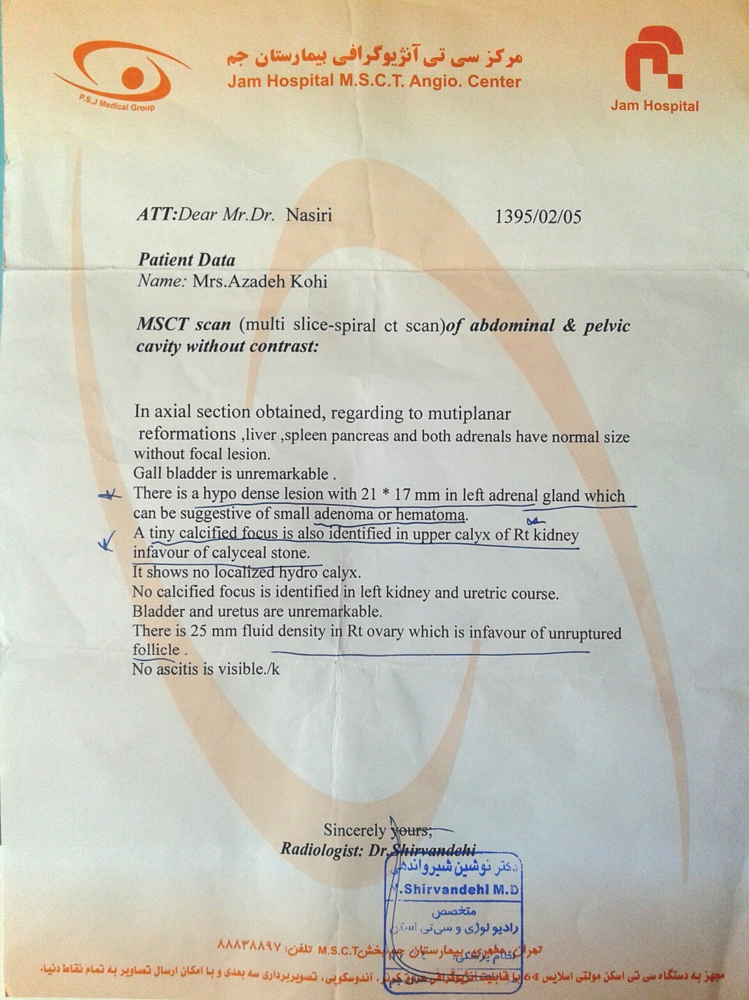 مرکز سی تی آنژیوگرافی بیمارستان جم
Jam Hospital M.S.C.T. Angio. Center
P.S.J Medical Group
Jam Hospital
ATT:Dear Mr.Dr. Nasiri
1395/02/05
Patient Data
Name: Mrs.Azadeh Kohi
MSCT scan (multi slice-spiral ct scan)of abdominal & pelvic
cavity without contrast:
In axial section obtained, regarding to mutiplanar
reformations ,liver ,spleen pancreas and both adrenals have normal size
without focal lesion.
Gall bladder is unremarkable .
There is a hypo dense lesion with 21 * 17 mm in left adrenal gland which
can be suggestive of small adenoma or hematoma.
A tiny calcified focus is also identified in upper calyx of Rt kidney
infavour of calyceal stone.
It shows no localized hydro calyx.
No calcified focus is identified in left kidney and uretric course.
Bladder and uretus are unremarkable.
There is 25 mm fluid density in Rt ovary which is infavour of unruptured
follicle .
No ascitis is visible./k
Sincerely yours;
Radiologist: Dr.Shirvandehi
دکتر نوشین شیرواندهی
.Shirvandehi M.D
متخصص
رادیولوژی و سی‌تی اسکن
نظام پزشکی:
تهران، مطهری، بیمارستان جم بخش M.S.C.T تلفن: ۸۸۸۳۸۸۹۷
مجهز به دستگاه سی تی اسکن مولتی اسلایس 64 با قابلیت آنژیوگرافی عروق کرنر، آندوسکوپی، تصویربرداری سه بعدی و با امکان ارسال تصاویر به تمام نقاط دنیا.